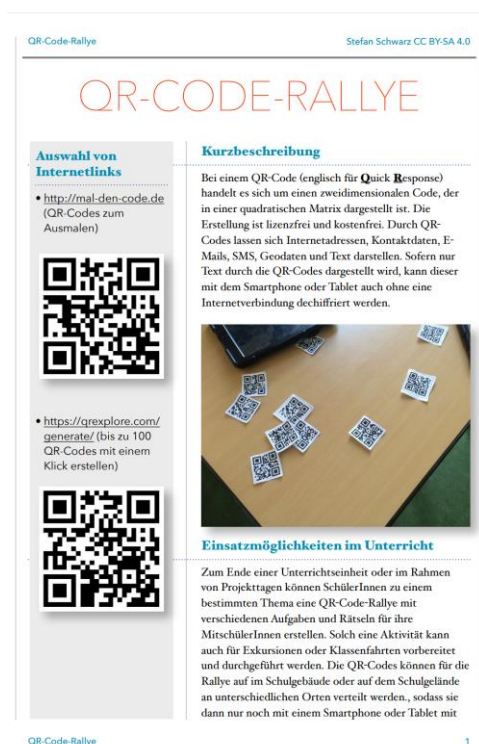 QR-Code-Rallye
Stefan Schwarz CC BY-SA 4.0
QR-CODE-RALLYE
Auswahl von
Internetlinks
• http://mal-den-code.de
(QR-Codes zum
Ausmalen)
• https://qrexplore.com/
generate/ (bis zu 100
QR-Codes mit einem
Klick erstellen)
Kurzbeschreibung
Bei einem QR-Code (englisch für Quick Response)
handelt es sich um einen zweidimensionalen Code, der
in einer quadratischen Matrix dargestellt ist. Die
Erstellung ist lizenzfrei und kostenfrei. Durch QR-
Codes lassen sich Internetadressen, Kontaktdaten, E-
Mails, SMS, Geodaten und Text darstellen. Sofern nur
Text durch die QR-Codes dargestellt wird, kann dieser
mit dem Smartphone oder Tablet auch ohne eine
Internetverbindung dechiffriert werden.
Einsatzmöglichkeiten im Unterricht
Zum Ende einer Unterrichtseinheit oder im Rahmen
von Projekttagen können SchülerInnen zu einem
bestimmten Thema eine QR-Code-Rallye mit
verschiedenen Aufgaben und Rätseln für ihre
MitschülerInnen erstellen. Solch eine Aktivität kann
auch für Exkursionen oder Klassenfahrten vorbereitet
und durchgeführt werden. Die QR-Codes können für die
Rallye auf im Schulgebäude oder auf dem Schulgelände
an unterschiedlichen Orten verteilt werden., sodass sie
dann nur noch mit einem Smartphone oder Tablet mit
QR-Code-Rallye
1